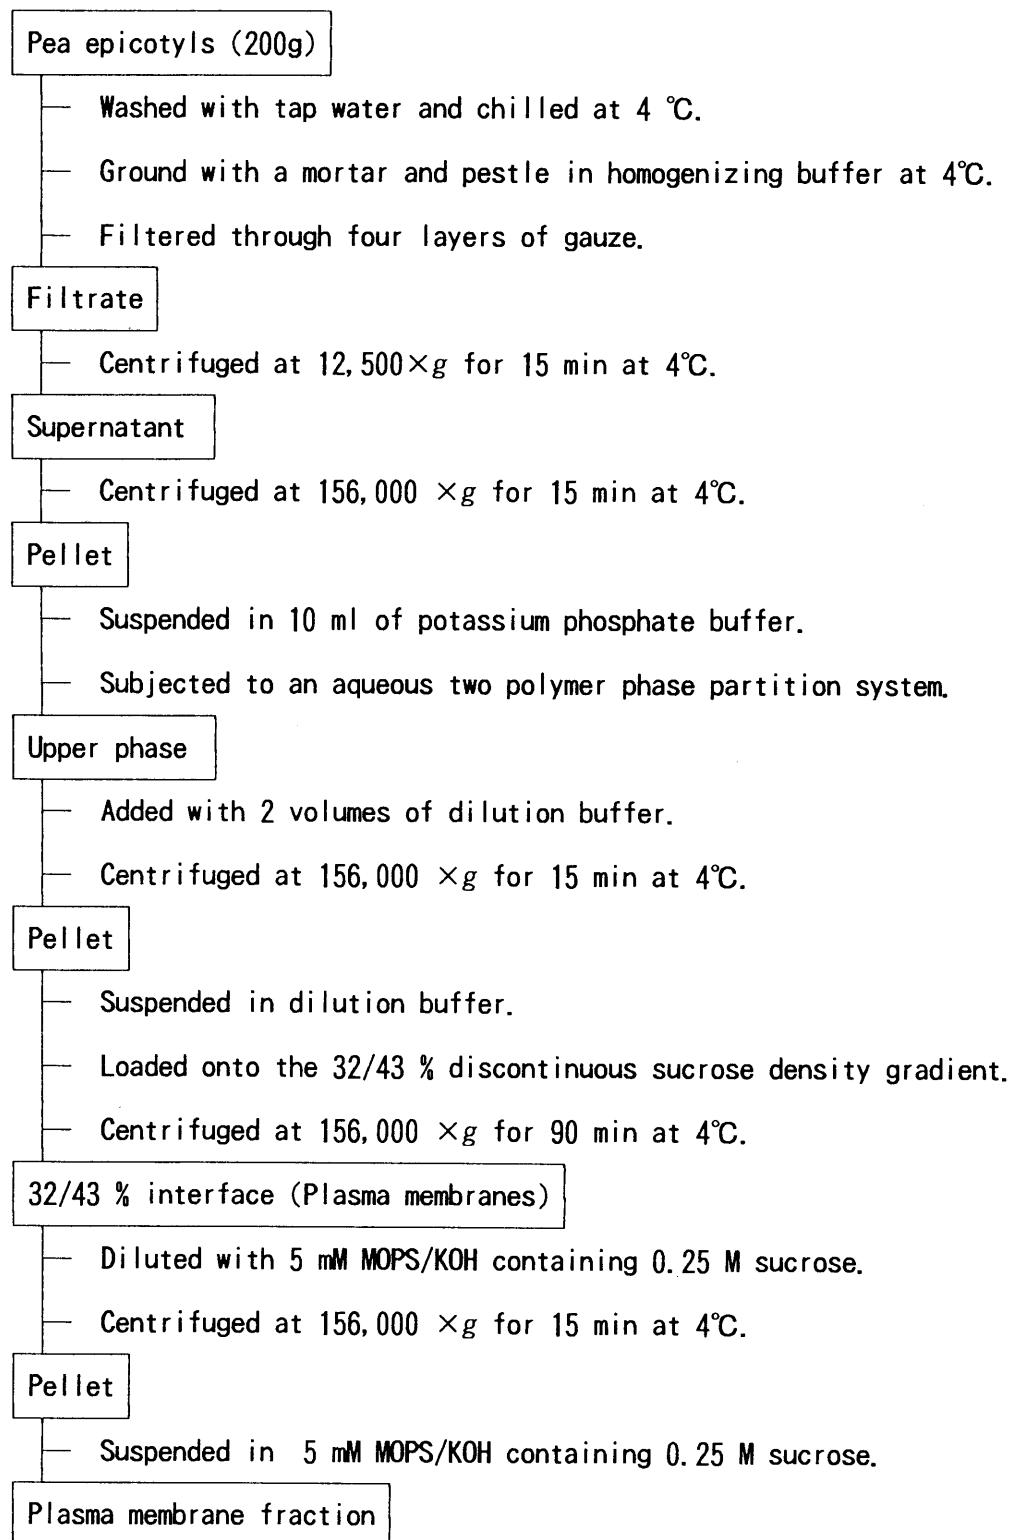 Pea epicotyls (200g)
Washed with tap water and chilled at 4 ℃.
Ground with a mortar and pestle in homogenizing buffer at 4℃.
Filtered through four layers of gauze.
Filtrate
Centrifuged at 12,500×g for 15 min at 4℃.
Supernatant
Centrifuged at 156,000 ×g for 15 min at 4℃.
Pellet
Suspended in 10 ml of potassium phosphate buffer.
Subjected to an aqueous two polymer phase partition system.
Upper phase
Added with 2 volumes of dilution buffer.
Centrifuged at 156,000 ×g for 15 min at 4℃.
Pellet
Suspended in dilution buffer.
Loaded onto the 32/43 % discontinuous sucrose density gradient.
Centrifuged at 156,000 ×g for 90 min at 4℃.
32/43 % interface (Plasma membranes)
Diluted with 5 mM MOPS/KOH containing 0.25 M sucrose.
Centrifuged at 156,000 ×g for 15 min at 4℃.
Pellet
Suspended in 5 mM MOPS/KOH containing 0.25 M sucrose.
Plasma membrane fraction